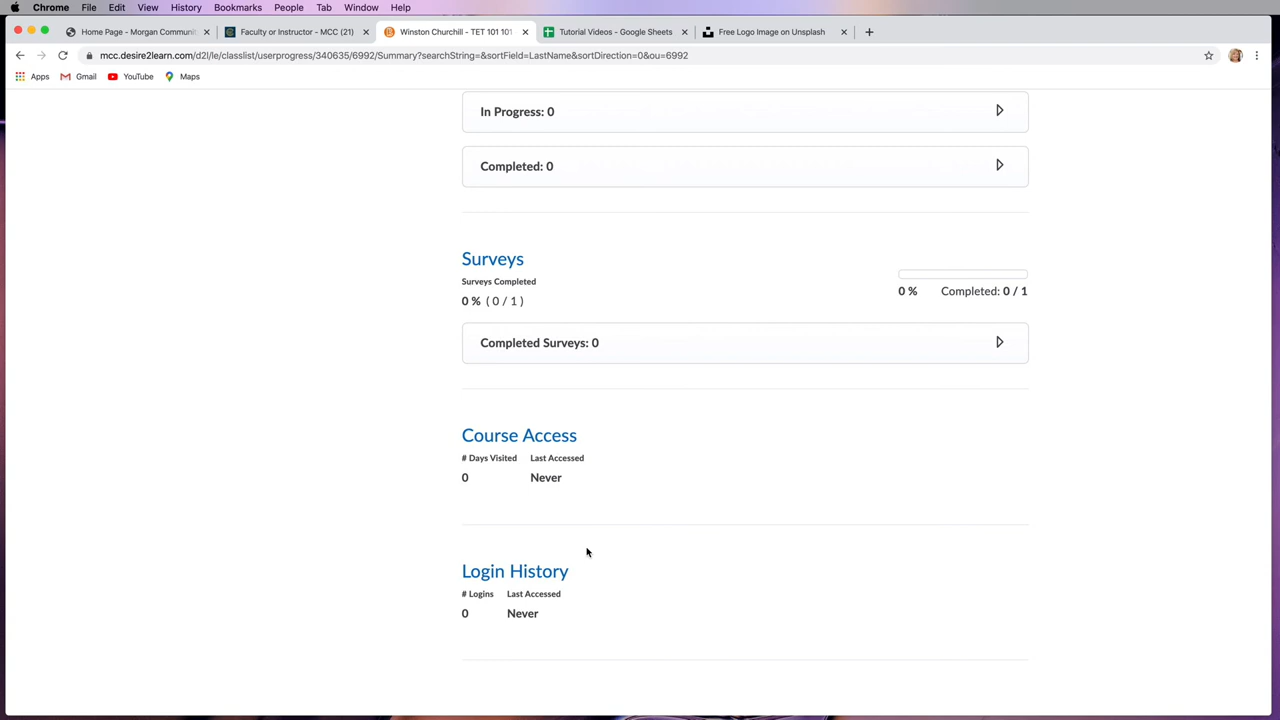 Chrome File Edit View History Bookmarks People Tab Window Help
Home Page - Morgan Communi
Faculty or Instructor - MCC (21)
Winston Churchill - TET 101 101
Tutorial Videos - Google Sheets
Free Logo Image on Unsplash
mcc.desire2learn.com/d2l/le/classlist/userprogress/340635/6992/Summary?searchString=&sortField=LastName&sortDirection=0&ou=6992
Apps Gmail YouTube Maps
In Progress: 0
Completed: 0
Surveys
Surveys Completed
0 % ( 0 / 1 )
0 % Completed: 0 / 1
Completed Surveys: 0
Course Access
# Days Visited Last Accessed
0 Never
Login History
# Logins Last Accessed
0 Never